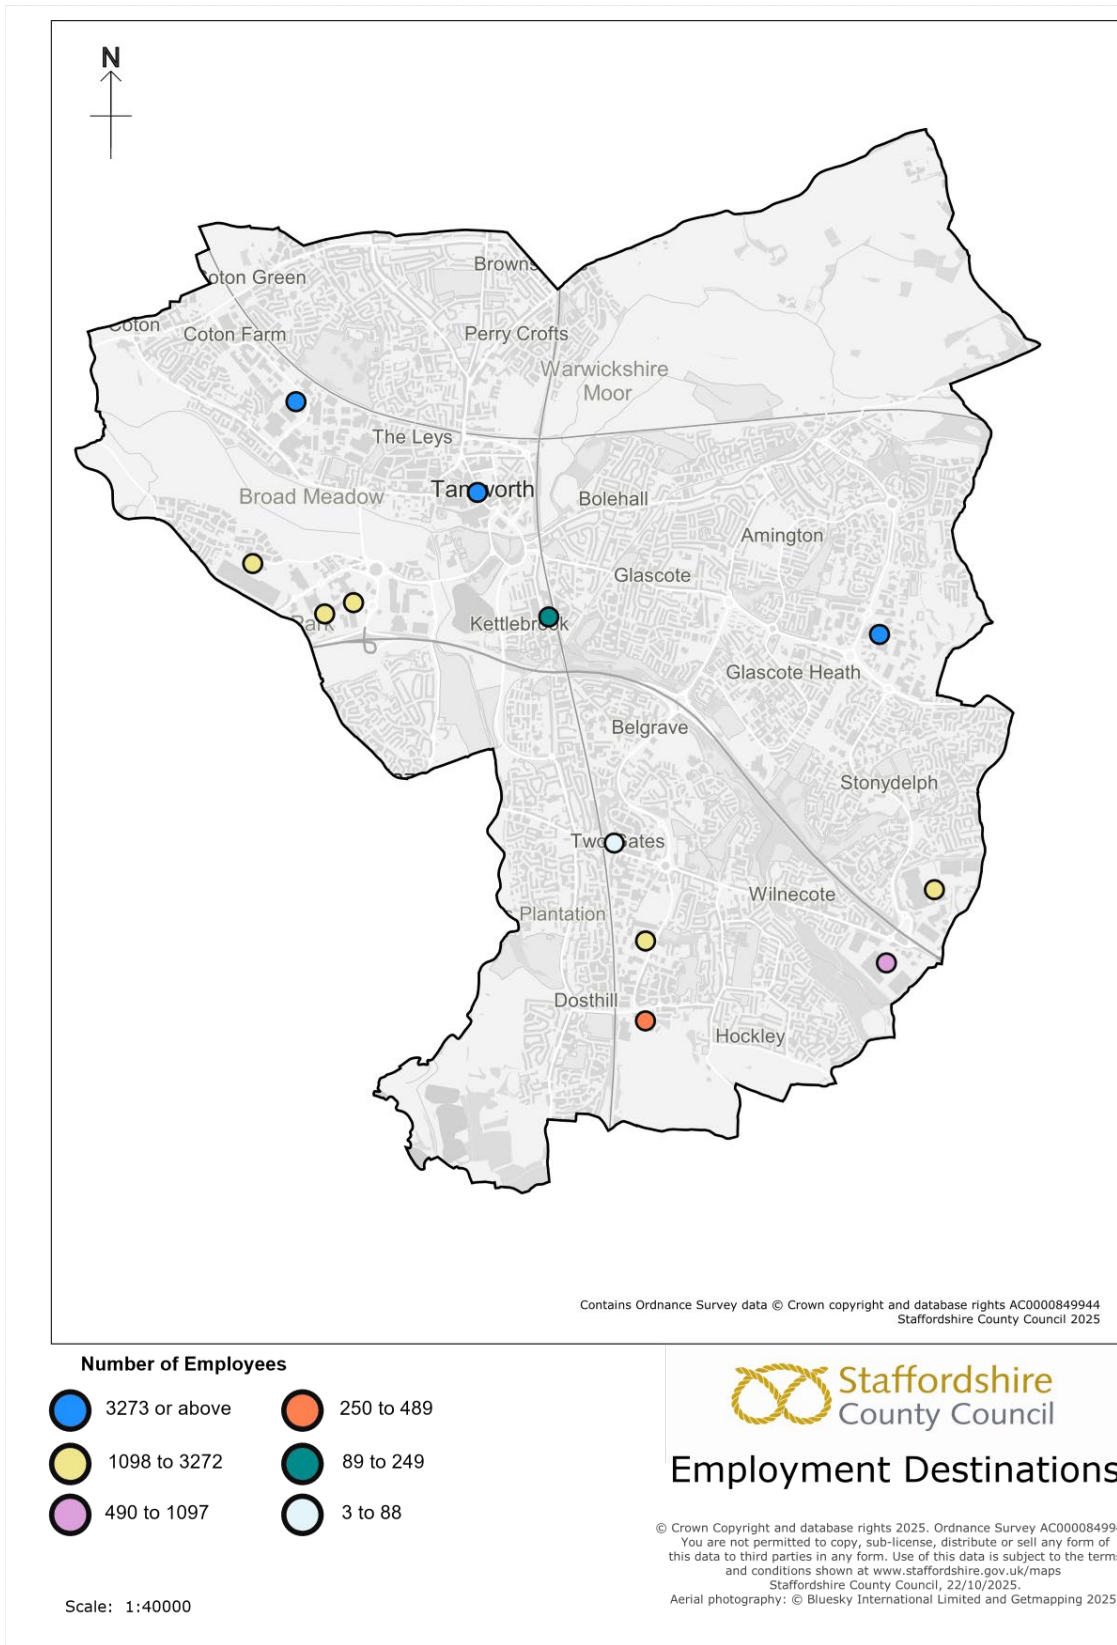 N
Browns
oton Green
oton
Coton Farm
Perry Crofts
Warwickshire
Moor
The Leys
Broad Meadow
Tamworth
Bolehall
Amington
Glascote
Park
Kettlebrook
Glascote Heath
Belgrave
Stonydelph
Two Gates
Wilnecote
Plantation
Dosthill
Hockley
Contains Ordnance Survey data © Crown copyright and database rights AC0000849944
Staffordshire County Council 2025
Number of Employees
3273 or above
250 to 489
1098 to 3272
89 to 249
490 to 1097
3 to 88
Scale: 1:40000
Staffordshire
County Council
Employment Destinations
© Crown Copyright and database rights 2025. Ordnance Survey AC000084994
You are not permitted to copy, sub-license, distribute or sell any form of
this data to third parties in any form. Use of this data is subject to the terms
and conditions shown at www.staffordshire.gov.uk/maps
Staffordshire County Council, 22/10/2025.
Aerial photography: © Bluesky International Limited and Getmapping 2025